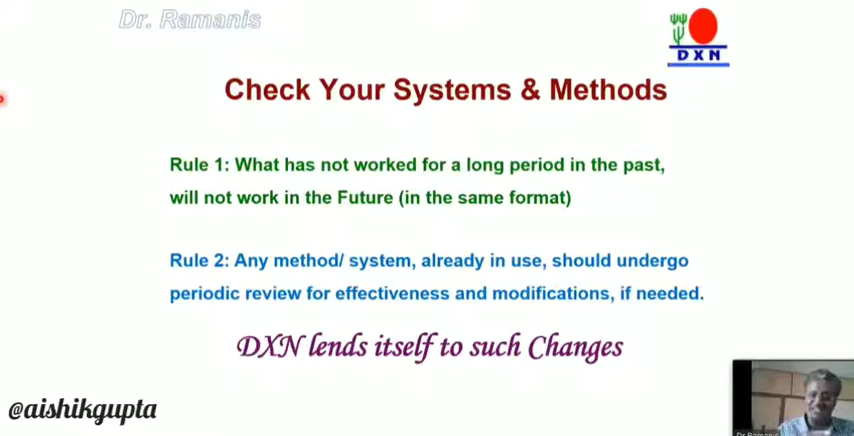 Dr. Ramanis
DXN
Check Your Systems & Methods
Rule 1: What has not worked for a long period in the past,
will not work in the Future (in the same format)
Rule 2: Any method/ system, already in use, should undergo
periodic review for effectiveness and modifications, if needed.
DXN lends itself to such Changes
@aishikgupta
Dr Ramanis